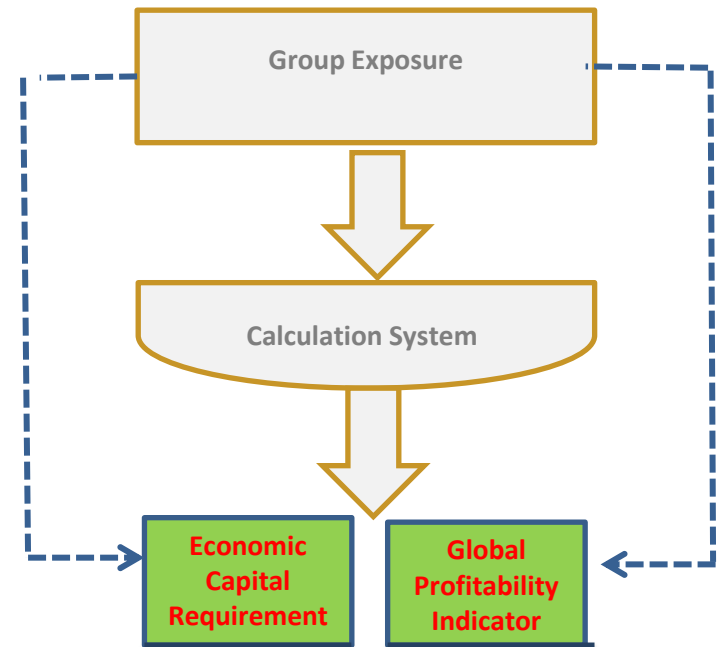 Group Exposure
Calculation System
Economic
Capital
Requirement
Global
Profitability
Indicator